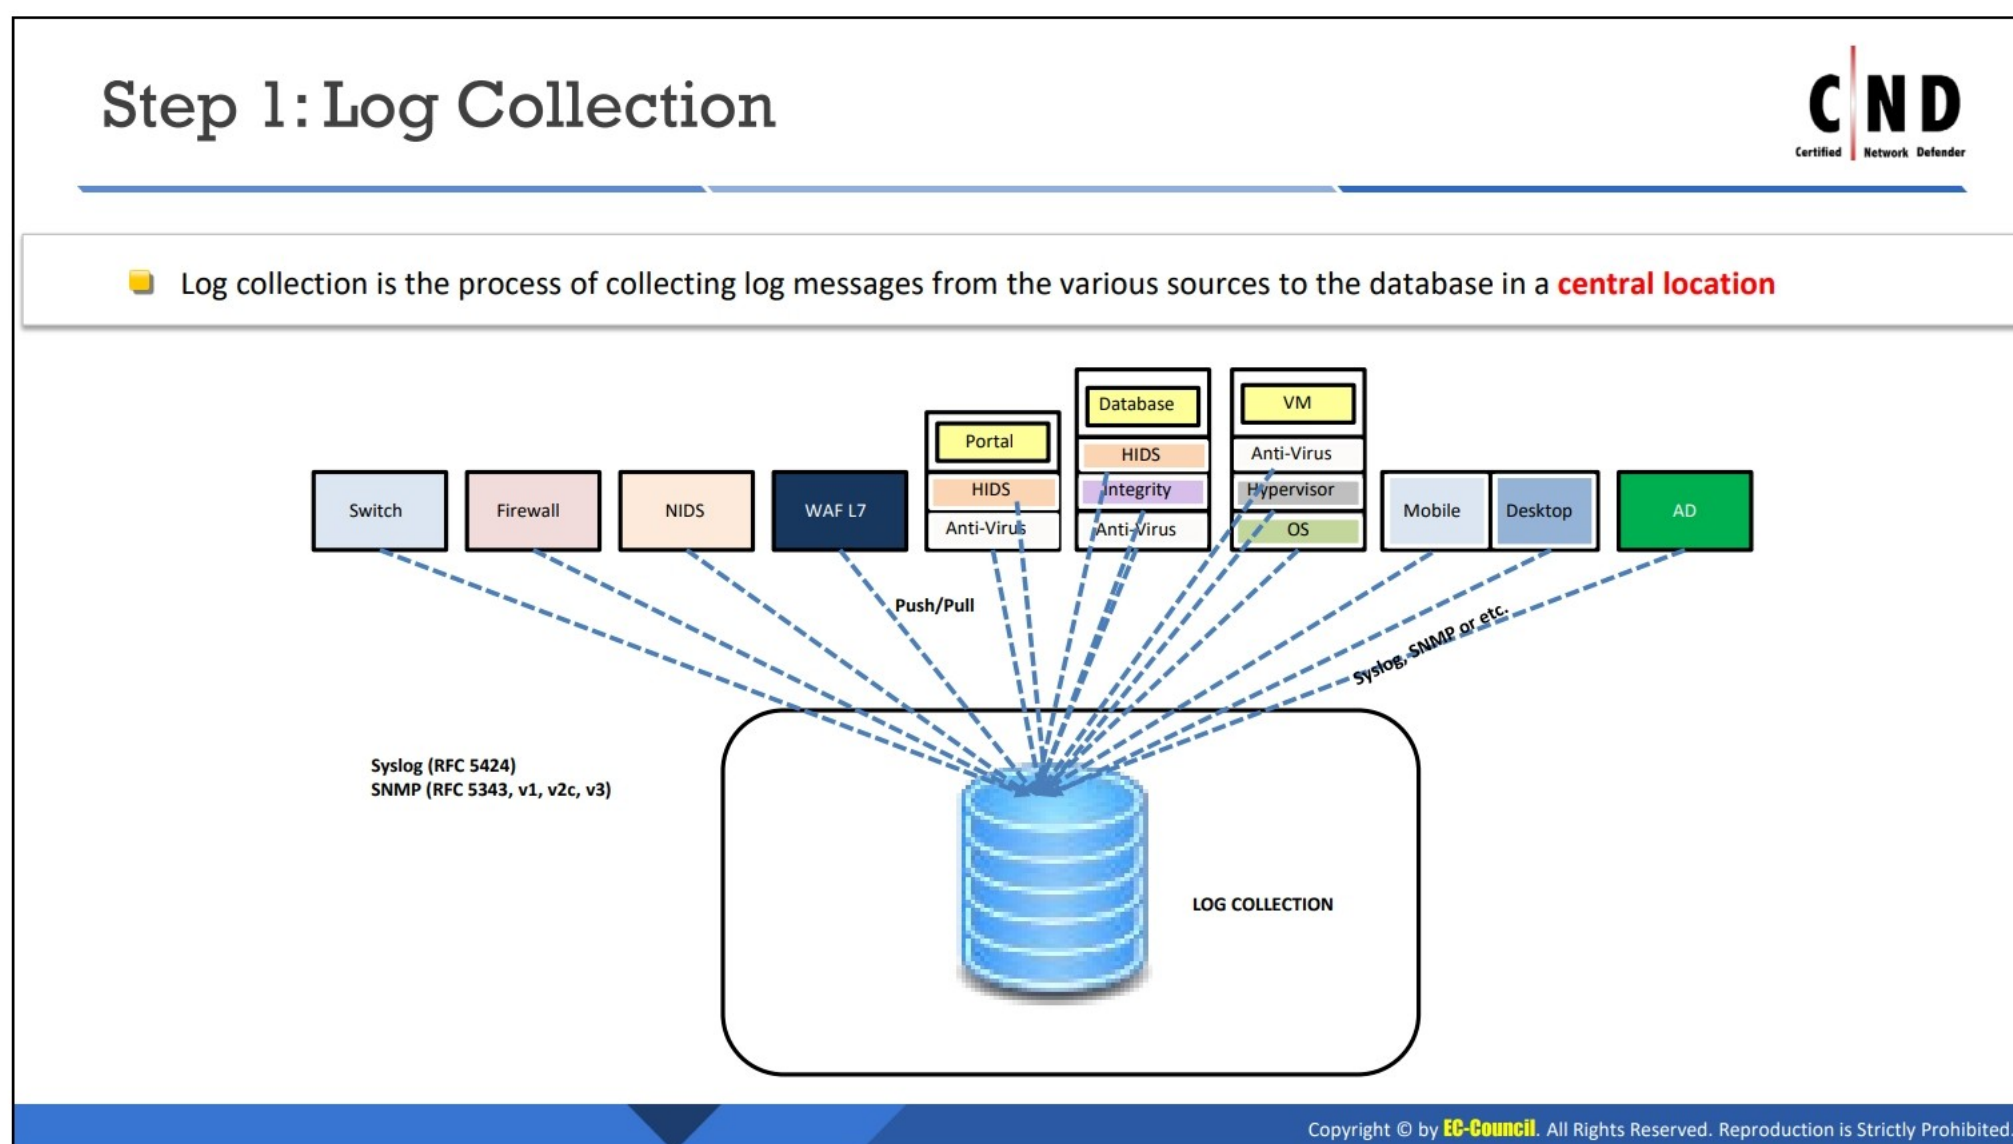 Step 1: Log Collection
C N D
Certified Network Defender
Log collection is the process of collecting log messages from the various sources to the database in a central location
Switch
Firewall
NIDS
WAF L7
Portal
HIDS
Anti-Virus
Database
HIDS
Integrity
Anti-Virus
VM
Anti-Virus
Hypervisor
OS
Mobile
Desktop
AD
Push/Pull
Syslog, SNMP or etc.
Syslog (RFC 5424)
SNMP (RFC 5343, v1, v2c, v3)
LOG COLLECTION
Copyright © by EC-Council. All Rights Reserved. Reproduction is Strictly Prohibited